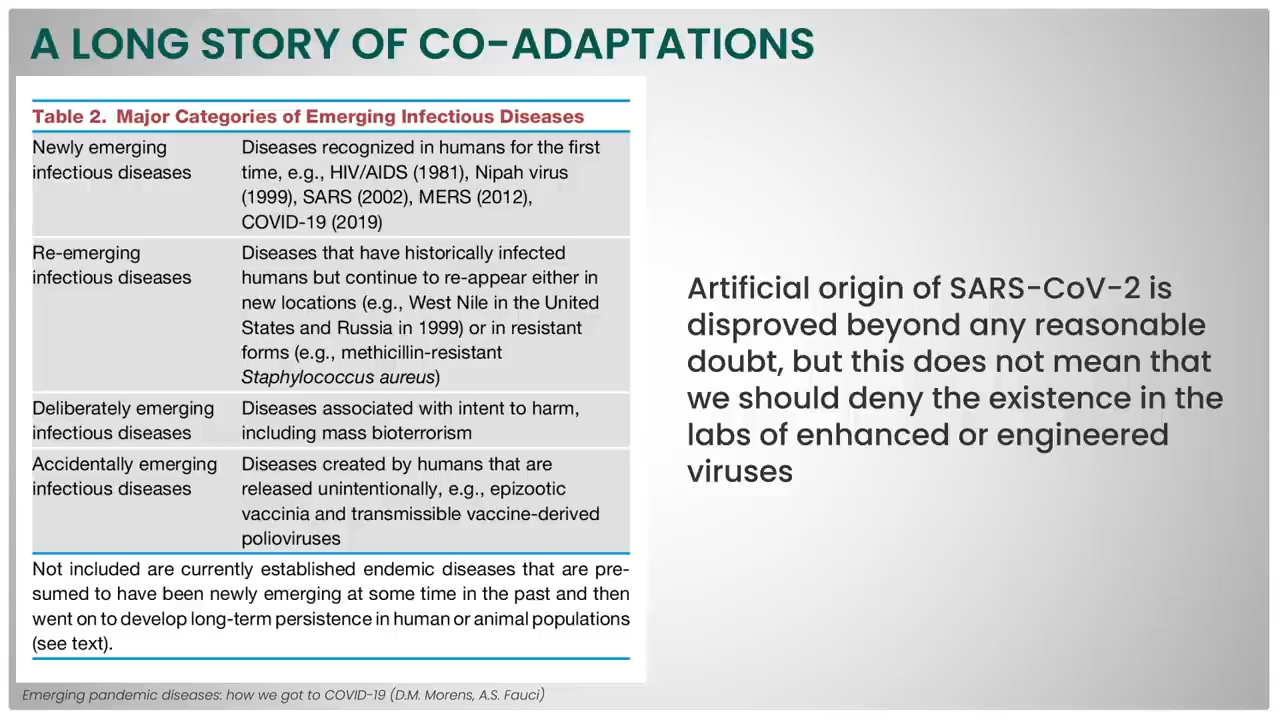 A LONG STORY OF CO-ADAPTATIONS
Table 2. Major Categories of Emerging Infectious Diseases
Newly emerging
infectious diseases
Diseases recognized in humans for the first
time, e.g., HIV/AIDS (1981), Nipah virus
(1999), SARS (2002), MERS (2012),
COVID-19 (2019)
Re-emerging
infectious diseases
Diseases that have historically infected
humans but continue to re-appear either in
new locations (e.g., West Nile in the United
States and Russia in 1999) or in resistant
forms (e.g., methicillin-resistant
Staphylococcus aureus)
Deliberately emerging
infectious diseases
Diseases associated with intent to harm,
including mass bioterrorism
Accidentally emerging
infectious diseases
Diseases created by humans that are
released unintentionally, e.g., epizootic
vaccinia and transmissible vaccine-derived
polioviruses
Not included are currently established endemic diseases that are pre-
sumed to have been newly emerging at some time in the past and then
went on to develop long-term persistence in human or animal populations
(see text).
Artificial origin of SARS-CoV-2 is
disproved beyond any reasonable
doubt, but this does not mean that
we should deny the existence in the
labs of enhanced or engineered
viruses
Emerging pandemic diseases: how we got to COVID-19 (D.M. Morens, A.S. Fauci)